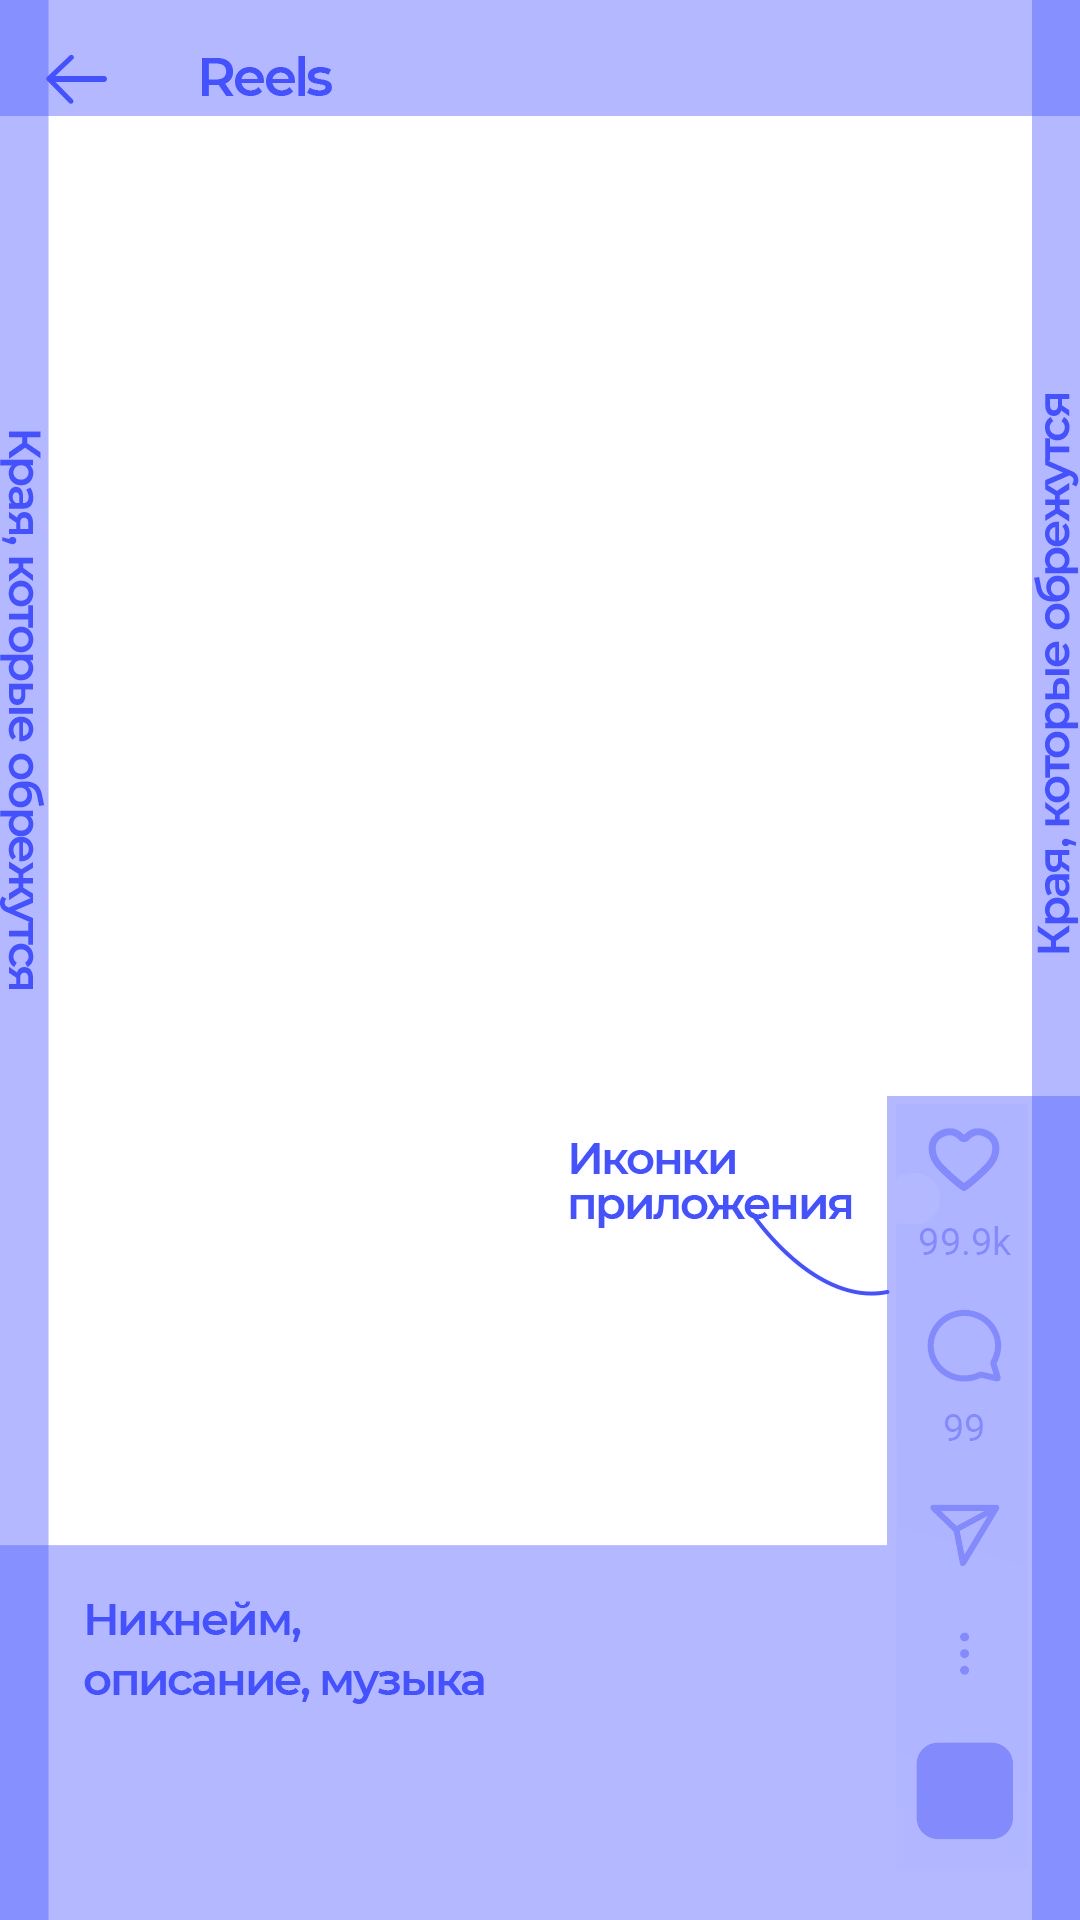 Reels
Края, которые обрежутся
Края, которые обрежутся
Иконки
приложения
99.9k
99
Никнейм,
описание, музыка